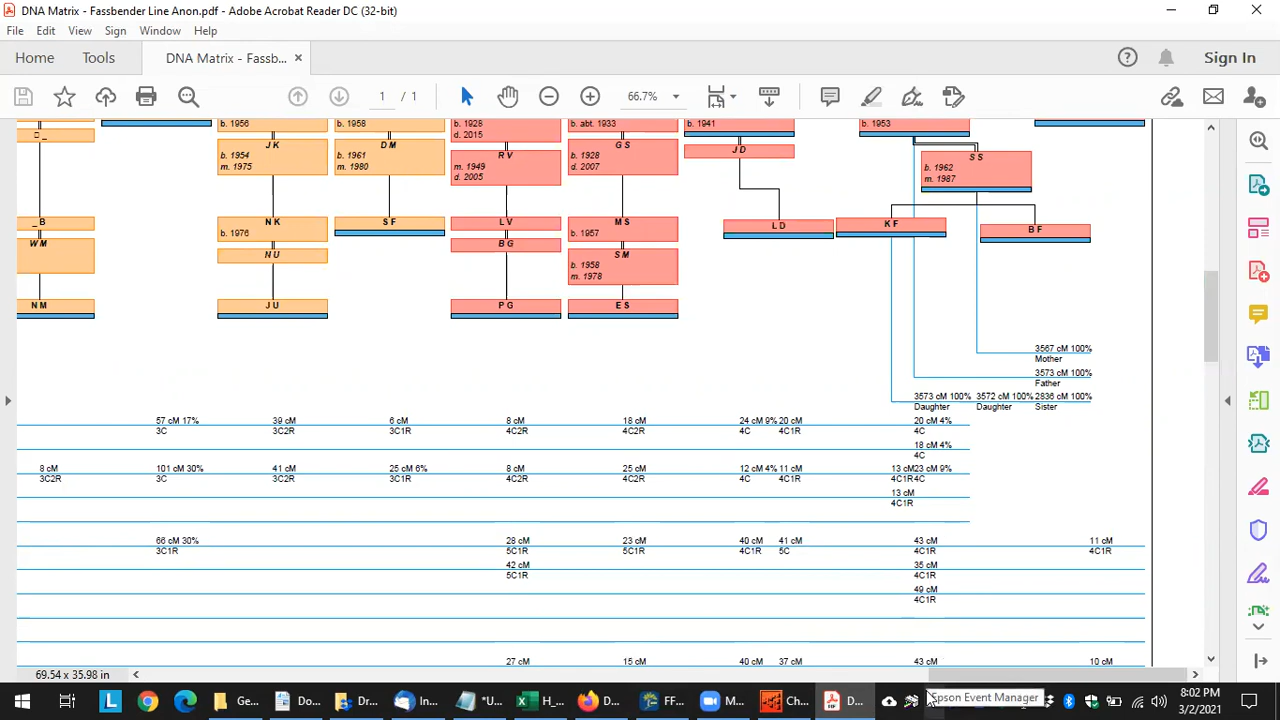 DNA Matrix - Fassbender Line Anon.pdf - Adobe Acrobat Reader DC (32-bit)
File Edit View Sign Window Help
Home Tools DNA Matrix - Fassb... × Sign In
1 / 1 66.7%
b. 1956 b. 1958 b. 1928 b. abt. 1933 b. 1941 b. 1953
d. 2015
J K D M G S J D
R V S S
b. 1954 b. 1961 m. 1949 b. 1928 b. 1962
m. 1975 m. 1980 d. 2005 d. 2007 m. 1987
_ B N K S F L V M S L D K F B F
b. 1976 b. 1957
W M N U B G S M
b. 1958
m. 1978
N M J U P G E S
3567 cM 100%
Mother
3573 cM 100%
Father
3573 cM 100% 3572 cM 100% 2836 cM 100%
Daughter Daughter Sister
57 cM 17% 39 cM 6 cM 8 cM 18 cM 24 cM 9% 20 cM 20 cM 4%
3C 3C2R 3C1R 4C2R 4C2R 4C 4C1R 4C
18 cM 4%
4C
8 cM 101 cM 30% 41 cM 25 cM 6% 8 cM 25 cM 12 cM 4% 11 cM 13 cM 23 cM 9%
3C2R 3C 3C2R 3C1R 4C2R 4C2R 4C 4C1R 4C1R 4C
13 cM
4C1R
66 cM 30% 28 cM 23 cM 40 cM 41 cM 43 cM 11 cM
3C1R 5C1R 5C1R 4C1R 5C 4C1R 4C1R
42 cM 35 cM
5C1R 4C1R
49 cM
4C1R
27 cM 15 cM 40 cM 37 cM 43 cM 10 cM
69.54 x 35.98 in
Epson Event Manager
L Ge... Do... Dr... In... *U... H_... D... FF... M... Ch... D... 8:02 PM
3/2/2021